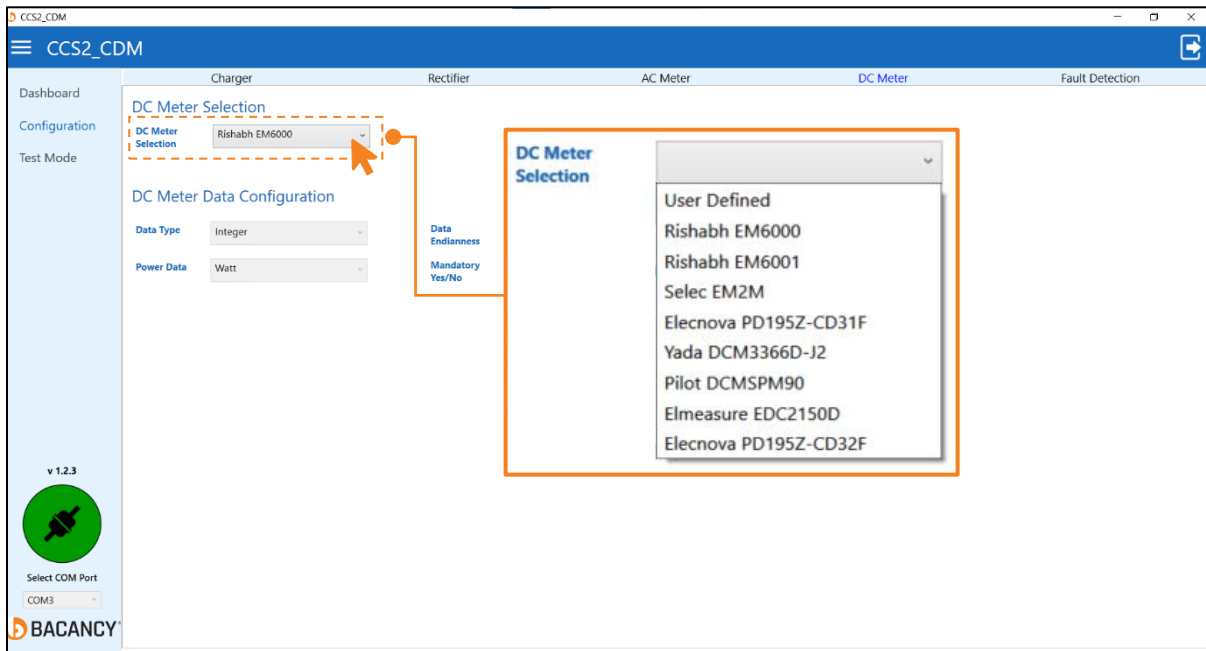 CCS2_CDM
CCS2_CDM
Charger Rectifier AC Meter DC Meter Fault Detection
Dashboard
Configuration
Test Mode
DC Meter Selection
DC Meter
Selection
Rishabh EM6000
DC Meter Data Configuration
Data Type
Integer
Data
Endianness
Power Data
Watt
Mandatory
Yes/No
DC Meter
Selection
User Defined
Rishabh EM6000
Rishabh EM6001
Selec EM2M
Elecnova PD195Z-CD31F
Yada DCM3366D-J2
Pilot DCMSPM90
Elmeasure EDC2150D
Elecnova PD195Z-CD32F
v 1.2.3
Select COM Port
COM3
BACANCY